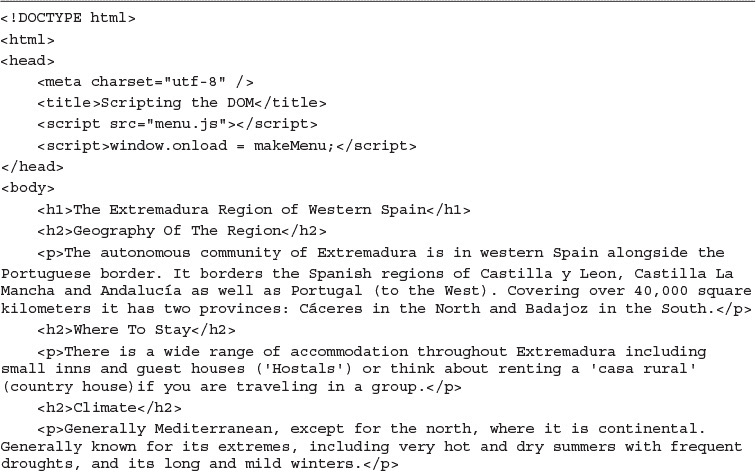 <!DOCTYPE html>
<html>
<head>
    <meta charset="utf-8" />
    <title>Scripting the DOM</title>
    <script src="menu.js"></script>
    <script>window.onload = makeMenu;</script>
</head>
<body>
    <h1>The Extremadura Region of Western Spain</h1>
    <h2>Geography Of The Region</h2>
    <p>The autonomous community of Extremadura is in western Spain alongside the
Portuguese border. It borders the Spanish regions of Castilla y Leon, Castilla La
Mancha and Andalucía as well as Portugal (to the West). Covering over 40,000 square
kilometers it has two provinces: Cáceres in the North and Badajoz in the South.</p>
    <h2>Where To Stay</h2>
    <p>There is a wide range of accommodation throughout Extremadura including
small inns and guest houses ('Hostals') or think about renting a 'casa rural'
(country house)if you are traveling in a group.</p>
    <h2>Climate</h2>
    <p>Generally Mediterranean, except for the north, where it is continental.
Generally known for its extremes, including very hot and dry summers with frequent
droughts, and its long and mild winters.</p>